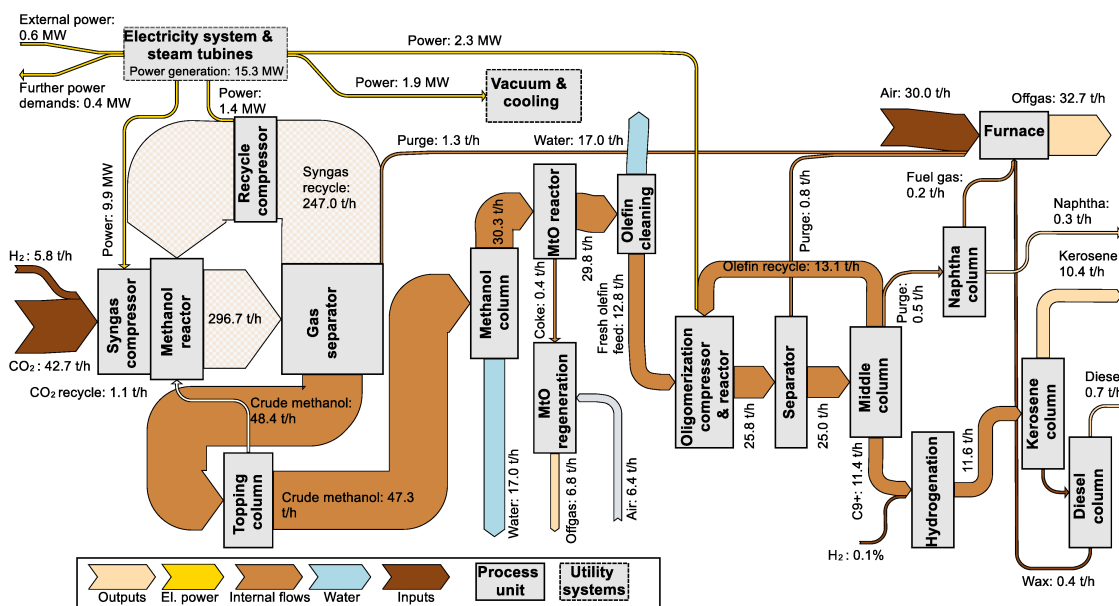 External power:
0.6 MW
Electricity system &
steam tubines
Power generation: 15.3 MW
Further power
demands: 0.4 MW
Power:
1.4 MW
Power: 2.3 MW
Power: 1.9 MW
Vacuum &
cooling
Power: 9.9 MW
Recycle
compressor
Syngas
recycle:
247.0 t/h
Purge: 1.3 t/h
Water: 17.0 t/h
Air: 30.0 t/h
Furnace
Offgas: 32.7 t/h
Fuel gas:
0.2 t/h
Naphtha:
0.3 t/h
Kerosene
10.4 t/h
H₂: 5.8 t/h
CO₂: 42.7 t/h
Syngas
compressor
Methanol
reactor
296.7 t/h
Gas
separator
CO₂ recycle: 1.1 t/h
Crude methanol:
48.4 t/h
Topping
column
Crude methanol: 47.3
t/h
Methanol
column
30.3 t/h
Water: 17.0 t/h
MtO reactor
29.8 t/h
Coke: 0.4 t/h
MtO
regeneration
Offgas: 6.8 t/h
Air: 6.4 t/h
Olefin
cleaning
Fresh olefin
feed: 12.8 t/h
Olefin recycle: 13.1 t/h
Oligomerization
compressor
& reactor
25.8 t/h
Purge: 0.8 t/h
Separator
25.0 t/h
Middle
column
Purge:
0.5 t/h
Naphtha
column
C9+: 11.4 t/h
H₂: 0.1%
Hydrogenation
11.6 t/h
Kerosene
column
Diese
0.7 t/h
Diesel
column
Wax: 0.4 t/h
Outputs
El. power
Internal flows
Water
Inputs
Process
unit
Utility
systems